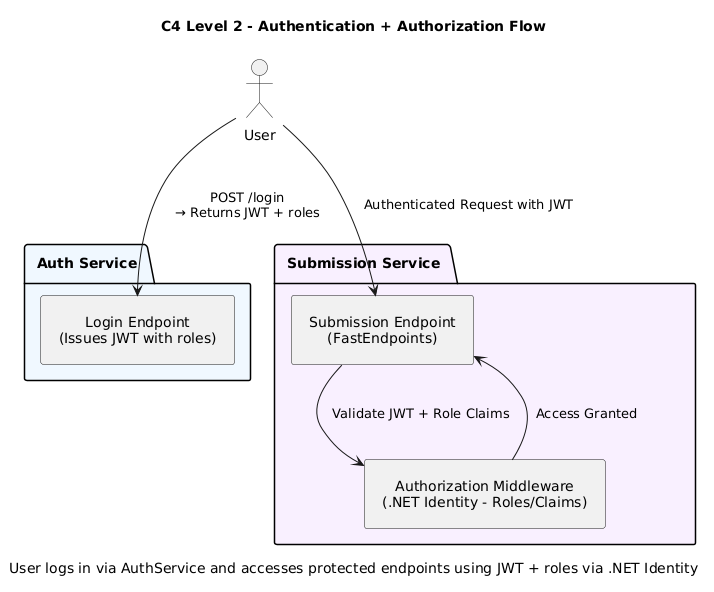 C4 Level 2 - Authentication + Authorization Flow
User
POST /login
→ Returns JWT + roles
Authenticated Request with JWT
Auth Service
Login Endpoint
(Issues JWT with roles)
Submission Service
Submission Endpoint
(FastEndpoints)
Validate JWT + Role Claims
Access Granted
Authorization Middleware
(.NET Identity - Roles/Claims)
User logs in via AuthService and accesses protected endpoints using JWT + roles via .NET Identity